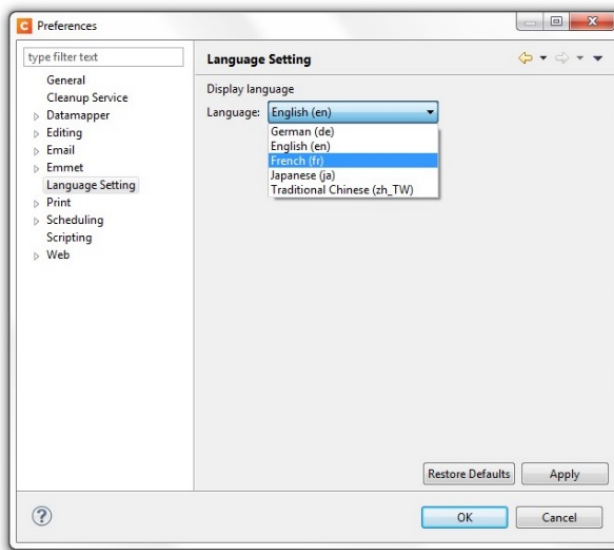 C Preferences
type filter text
General
Cleanup Service
Datamapper
Editing
Email
Emmet
Language Setting
Print
Scheduling
Scripting
Web
Language Setting
Display language
Language: English (en)
German (de)
English (en)
French (fr)
Japanese (ja)
Traditional Chinese (zh_TW)
Restore Defaults Apply
? OK Cancel